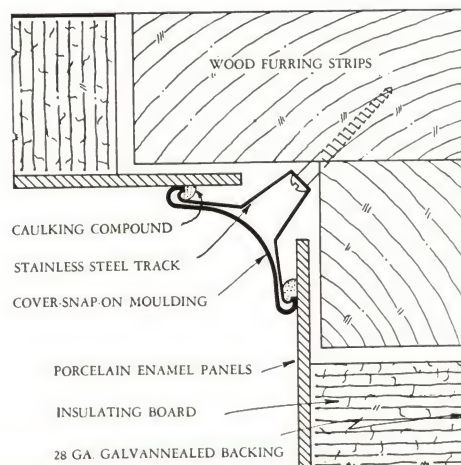 WOOD FURRING STRIPS
CAULKING COMPOUND
STAINLESS STEEL TRACK
COVER-SNAP-ON MOULDING
PORCELAIN ENAMEL PANELS
INSULATING BOARD
28 GA. GALVANNEALED BACKING